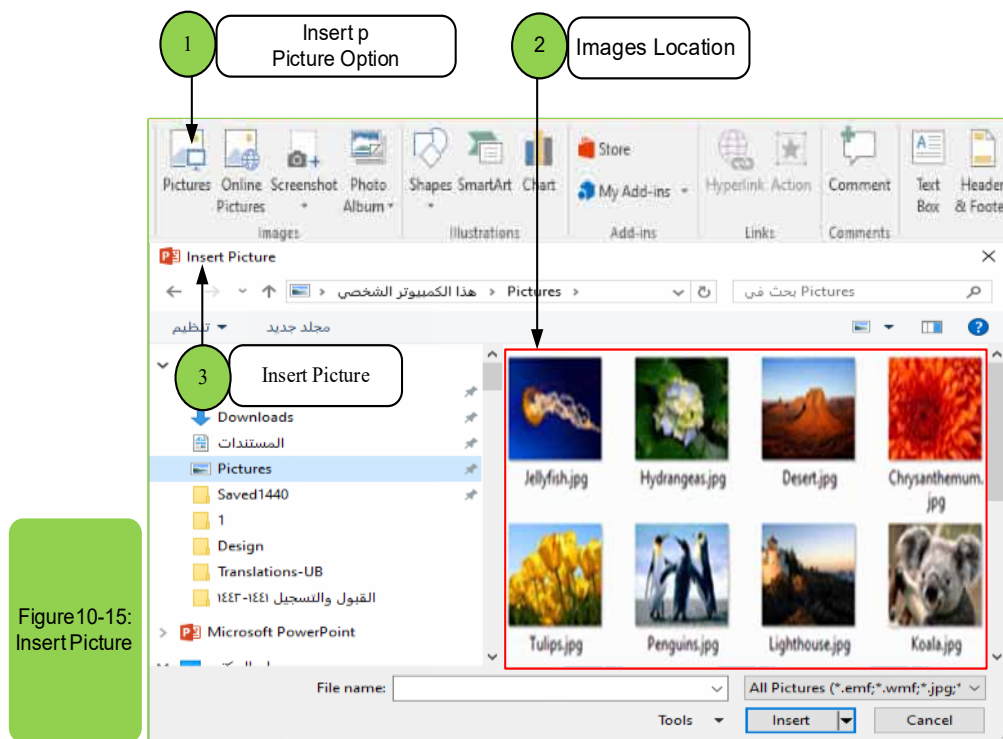 1
Insert p
Picture Option
2
Images Location
Pictures
Online
Pictures
Screenshot
Photo
Album
Shapes
SmartArt
Chart
Store
My Add-ins
Hyperlink
Action
Comment
Text
Box
Header
& Foote
Images
Illustrations
Add-ins
Links
Comments
Insert Picture
هذا الكمبيوتر الشخصي
Pictures
بحث في Pictures
تنظيم
مجلد جديد
3
Insert Picture
Downloads
المستندات
Pictures
Saved1440
1
Design
Translations-UB
القبول والتسجيل ١٤٤١-١٤٤٢
Microsoft PowerPoint
Jellyfish.jpg
Hydrangeas.jpg
Desert.jpg
Chrysanthemum.
jpg
Tulips.jpg
Penguins.jpg
Lighthouse.jpg
Koala.jpg
Figure10-15:
Insert Picture
File name:
All Pictures (*.emf;*.wmf;*.jpg;*
Tools
Insert
Cancel